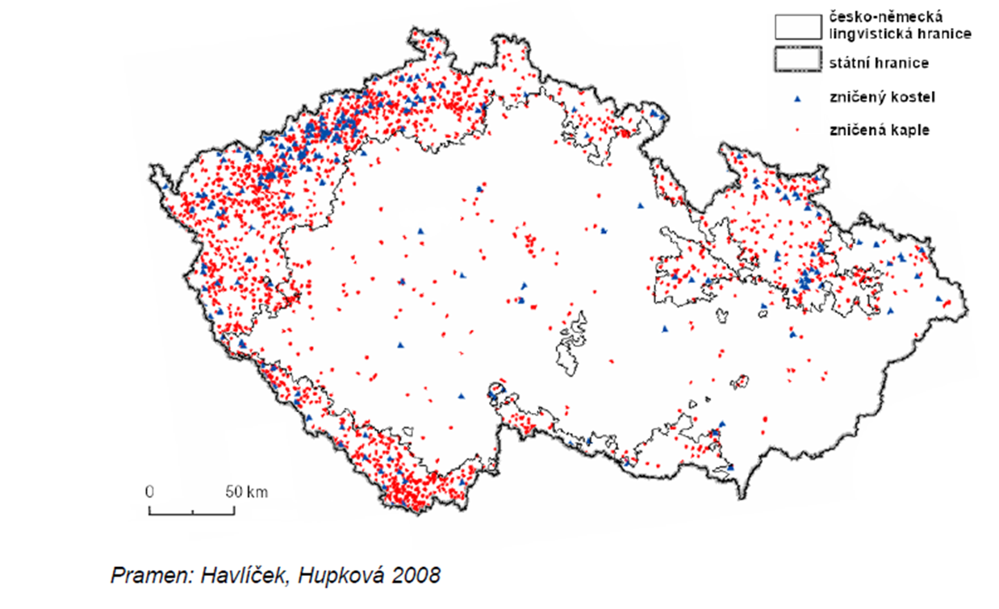 česko-německá
lingvistická hranice
státní hranice
zničený kostel
zničená kaple
0 50 km
Pramen: Havlíček, Hupková 2008